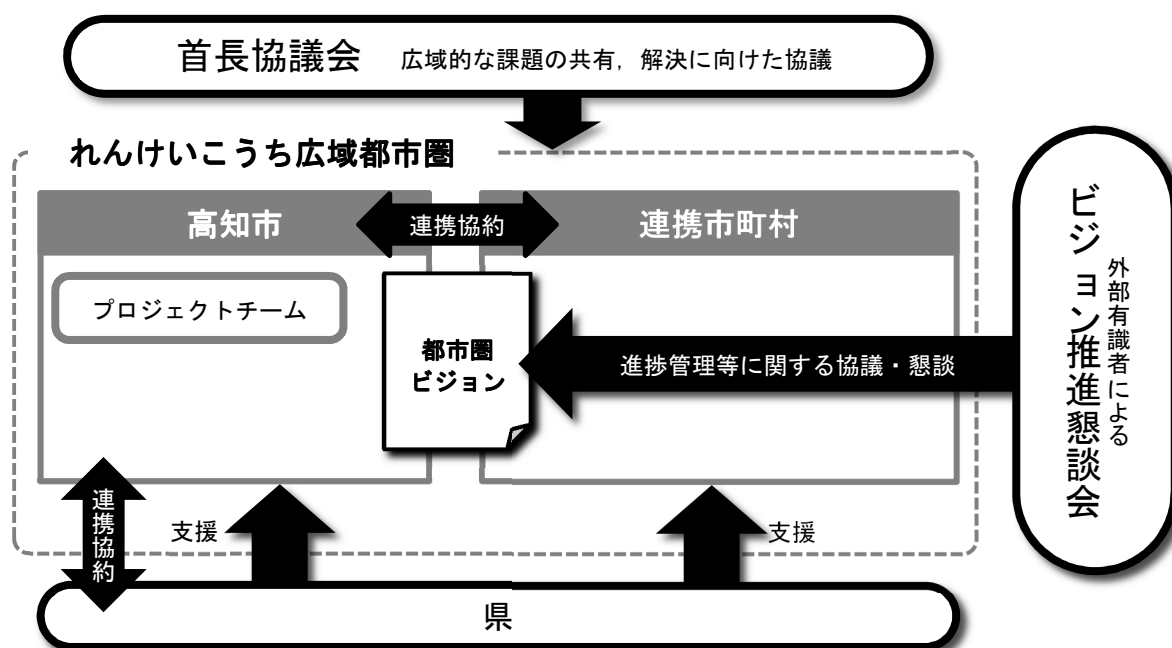 首長協議会 広域的な課題の共有，解決に向けた協議
れんけいこうち広域都市圏
高知市
連携協約
連携市町村
プロジェクトチーム
都市圏
ビジョン
進捗管理等に関する協議・懇談
外部有識者による
ビジョン推進懇談会
連携協約
支援
支援
県